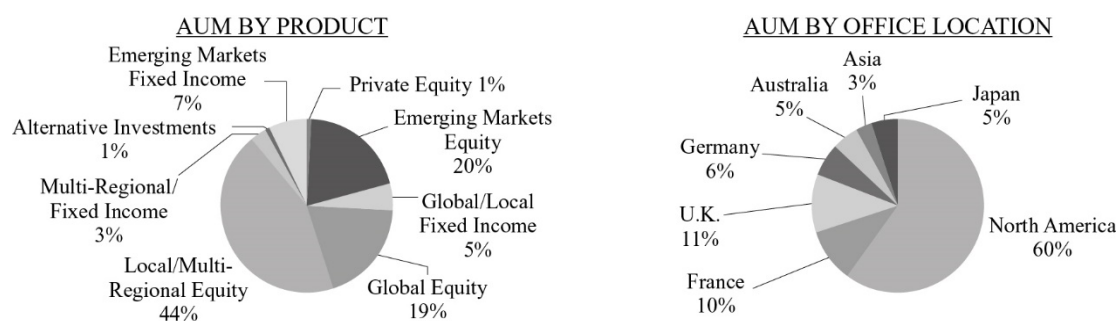 AUM BY PRODUCT
Emerging Markets
Fixed Income
7%
Private Equity 1%
Alternative Investments
1%
Emerging Markets
Equity
20%
Multi-Regional/
Fixed Income
3%
Global/Local
Fixed Income
5%
Local/Multi-
Regional Equity
44%
Global Equity
19%
AUM BY OFFICE LOCATION
Asia
3%
Australia
5%
Japan
5%
Germany
6%
U.K.
11%
North America
60%
France
10%